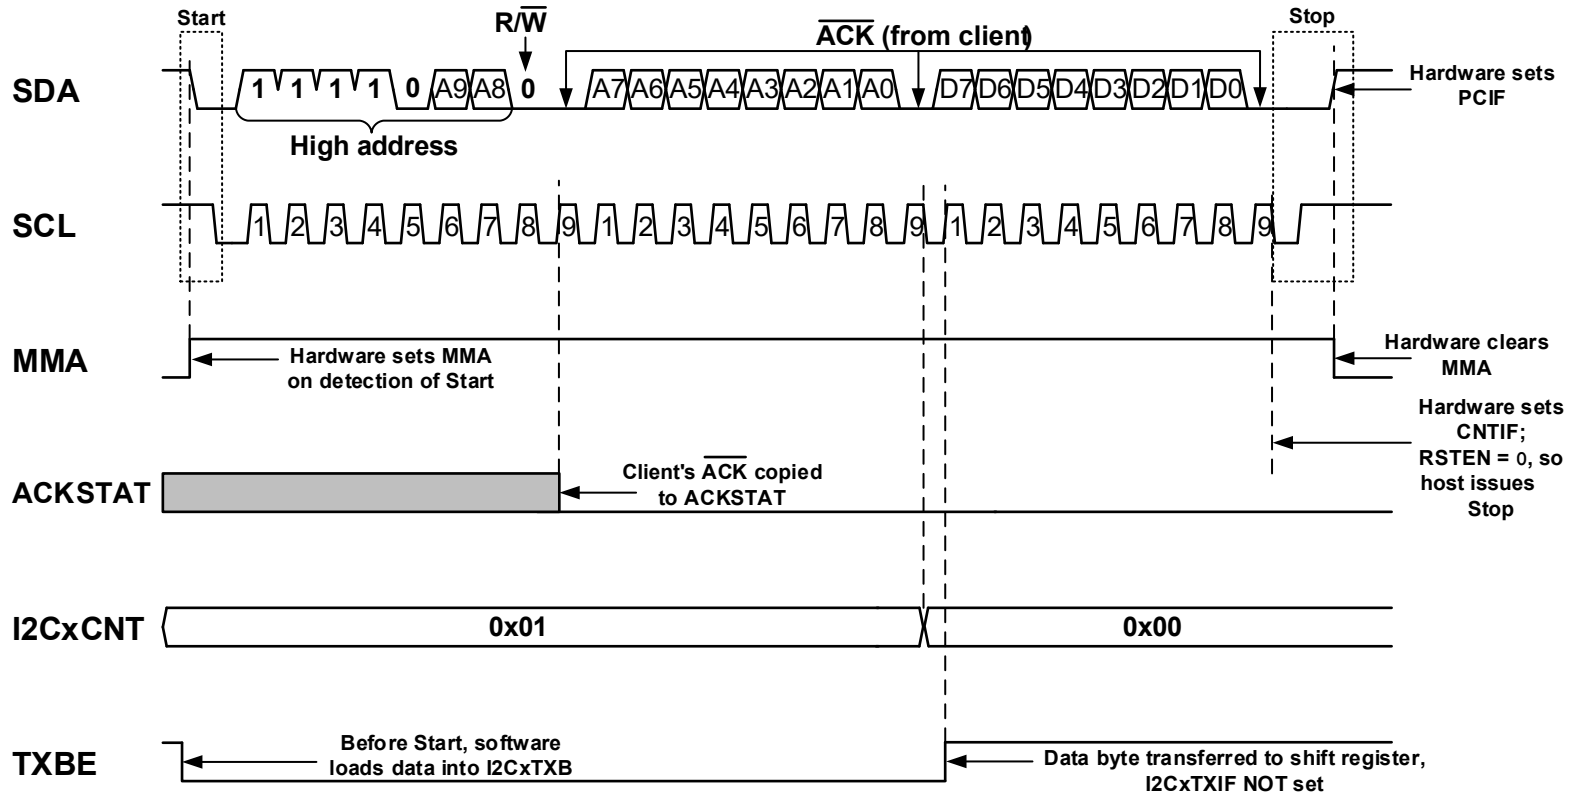 Start
R/W
ACK (from client)
Stop
SDA
1 1 1 1 0 A9 A8 0 A7 A6 A5 A4 A3 A2 A1 A0 D7 D6 D5 D4 D3 D2 D1 D0
Hardware sets
PCIF
High address
SCL
1 2 3 4 5 6 7 8 9 1 2 3 4 5 6 7 8 9 1 2 3 4 5 6 7 8 9
MMA
Hardware sets MMA
on detection of Start
Hardware clears
MMA
Hardware sets
CNTIF;
RSTEN = 0, so
host issues
Stop
ACKSTAT
Client's ACK copied
to ACKSTAT
I2CxCNT
0x01
0x00
TXBE
Before Start, software
loads data into I2CxTXB
Data byte transferred to shift register,
I2CxTXIF NOT set